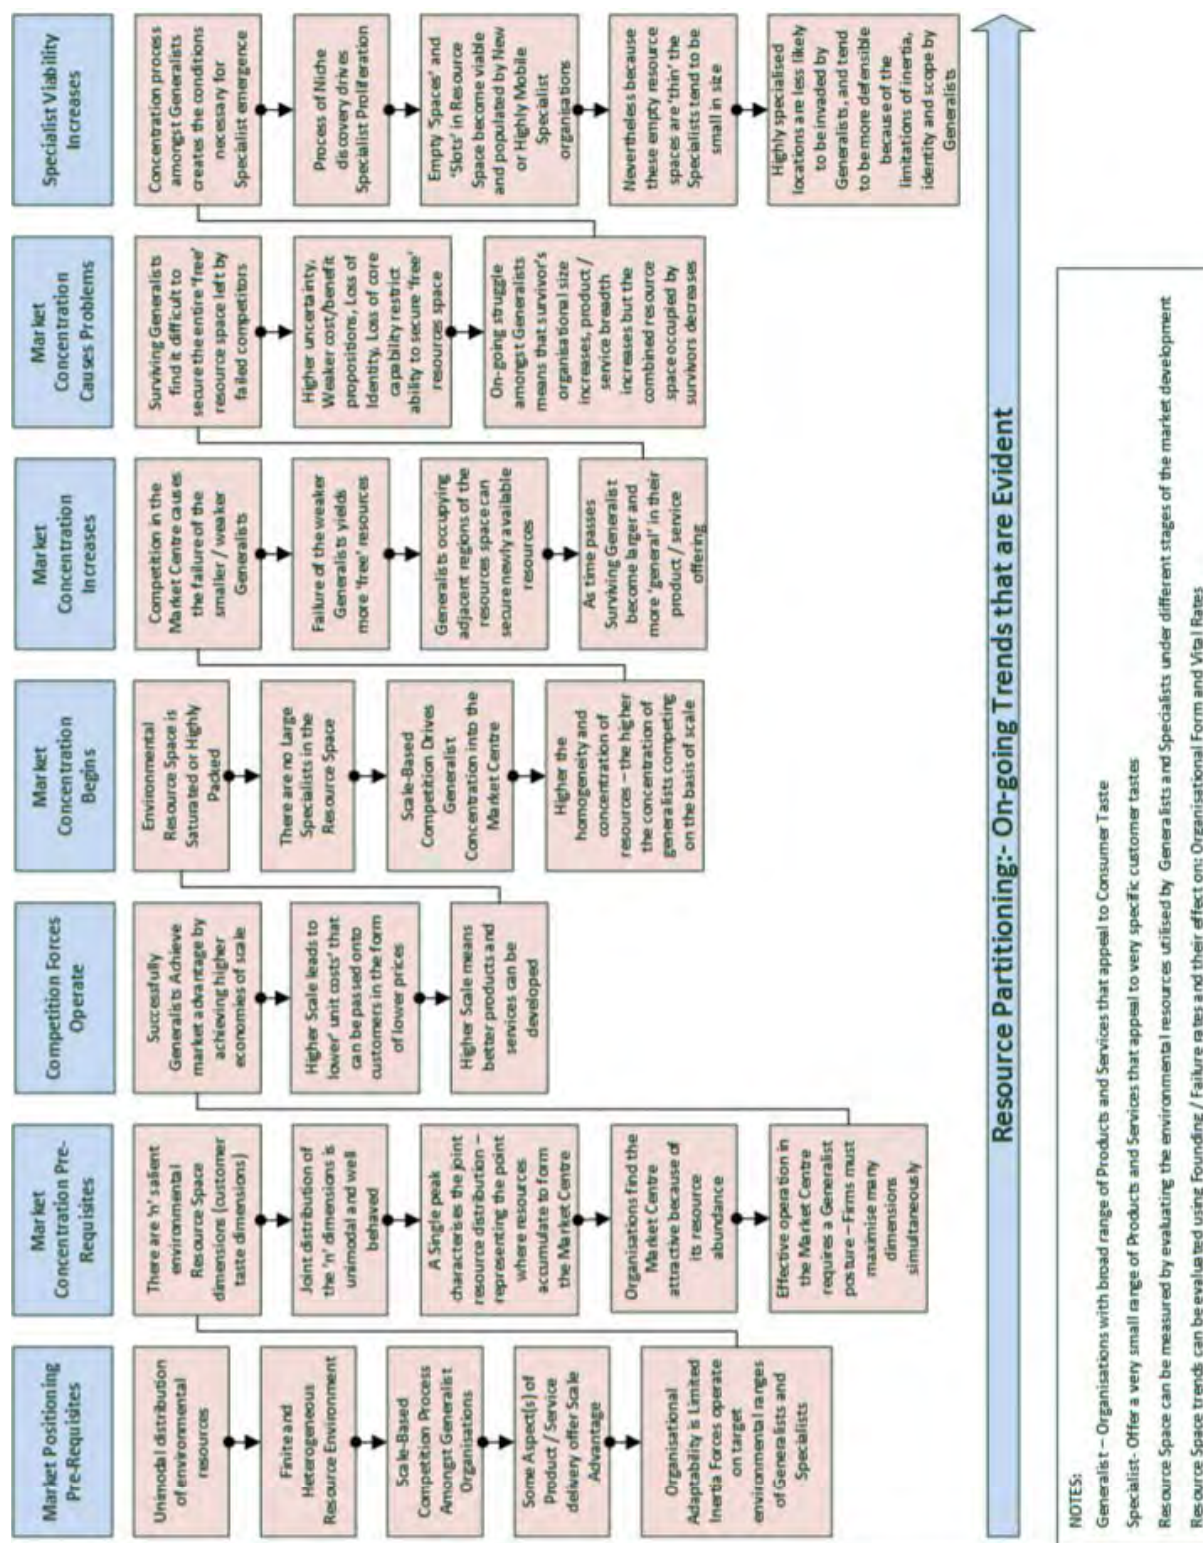 Market Positioning
Pre-Requisites
Unimodal distribution
of environmental
resources
Finite and
Heterogeneous
Resource Environment
Scale-Based
Competition Process
Amongst Generalist
Organisations
Some Aspect(s) of
Product / Service
delivery offer Scale
Advantage
Organisational
Adaptability is Limited
Inertia Forces operate
on target
environmental ranges
of Generalists and
Specialists
Market
Concentration Pre-
Requisites
There are 'n' salient
environmental
Resource Space
dimensions (customer
taste dimensions)
Joint distribution of
the 'n' dimensions is
unimodal and well
behaved
A Single peak
characterises the joint
resource distribution –
representing the point
where resources
accumulate to form
the Market Centre
Organisations find the
Market Centre
attractive because of
its resource
abundance
Effective operation in
the Market Centre
requires a Generalist
posture – Firms must
maximise many
dimensions
simultaneously
Competition Forces
Operate
Successfully
Generalists Achieve
market advantage by
achieving higher
economies of scale
Higher Scale leads to
lower' unit costs' that
can be passed onto
customers in the form
of lower prices
Higher Scale means
better products and
services can be
developed
Market
Concentration
Begins
Environmental
Resource Space is
Saturated or Highly
Packed
There are no Large
Specialists in the
Resource Space
Scale-Based
Competition Drives
Generalist
Concentration into the
Market Centre
Higher the
homogeneity and
concentration of
resources – the higher
the concentration of
generalists competing
on the basis of scale
Market
Concentration
Increases
Competition in the
Market Centre causes
the failure of the
smaller / weaker
Generalists
Failure of the weaker
Generalists yields
more 'free' resources
Generalists occupying
adjacent regions of the
resources space can
secure newly available
resources
As time passes
Surviving Generalist
become larger and
more 'general' in their
product / service
offering
Market
Concentration
Causes Problems
Surviving Generalists
find it difficult to
secure the entire 'free'
resource space left by
failed competitors
Higher uncertainty,
Weaker cost/benefit
propositions, Loss of
Identity, Loss of core
capability restrict
ability to secure 'free'
resources space
On-going struggle
amongst Generalists
means that survivor's
organisational size
increases, product /
service breadth
increases but the
combined resource
space occupied by
survivors decreases
Specialist Viability
Increases
Concentration process
amongst Generalists
creates the conditions
necessary for
Specialist emergence
Process of Niche
discovery drives
Specialist Proliferation
Empty 'Spaces' and
'Slots' in Resource
Space become viable
and populated by New
or Highly Mobile
Specialist
organisations
Nevertheless because
these empty resource
spaces are 'thin' the
Specialists tend to be
small in size
Highly specialised
locations are less likely
to be invaded by
Generalists, and tend
to be more defensible
because of the
limitations of inertia,
identity and scope by
Generalists
Resource Partitioning:- On-going Trends that are Evident
NOTES:
Generalist – Organisations with broad range of Products and Services that appeal to Consumer Taste
Specialist- Offer a very small range of Products and Services that appeal to very specific customer tastes
Resource Space can be measured by evaluating the environmental resources utilised by Generalists and Specialists under different stages of the market development
Resource Space trends can be evaluated using Founding / Failure rates and their effect on: Organisational Form and Vital Rates